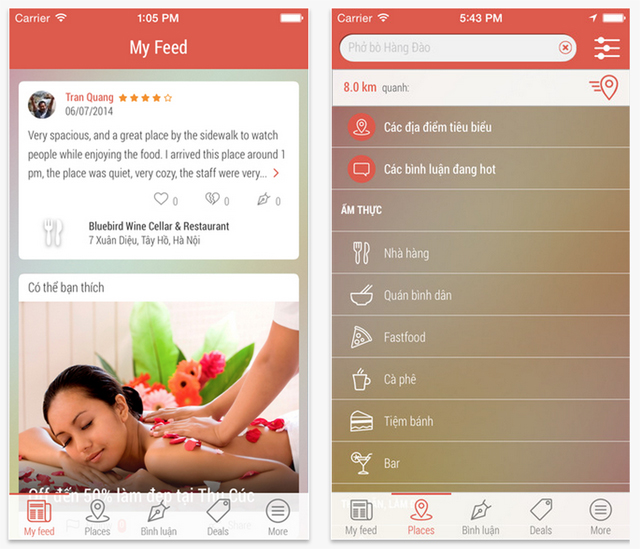 Carrier 1:05 PM
My Feed
Tran Quang
06/07/2014
Very spacious, and a great place by the sidewalk to watch
people while enjoying the food. I arrived this place around 1
pm, the place was quiet, very cozy, the staff were very...
0 0 0
Bluebird Wine Cellar & Restaurant
7 Xuân Diệu, Tây Hồ, Hà Nội
Có thể bạn thích
Off đến 50% làm đẹp tại Thu Cúc
Share
My feed Places Bình luận Deals More
Carrier 5:43 PM
Phở bò Hàng Đào
8.0 km quanh:
Các địa điểm tiêu biểu
Các bình luận đang hot
ẨM THỰC
Nhà hàng
Quán bình dân
Fastfood
Cà phê
Tiệm bánh
Bar
My feed Places Bình luận Deals More